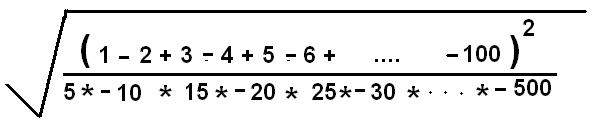 ( 1 - 2 + 3 - 4 + 5 - 6 + .... - 100 )2
5 * - 10 * 15 * - 20 * 25 * - 30 * . . . * - 500